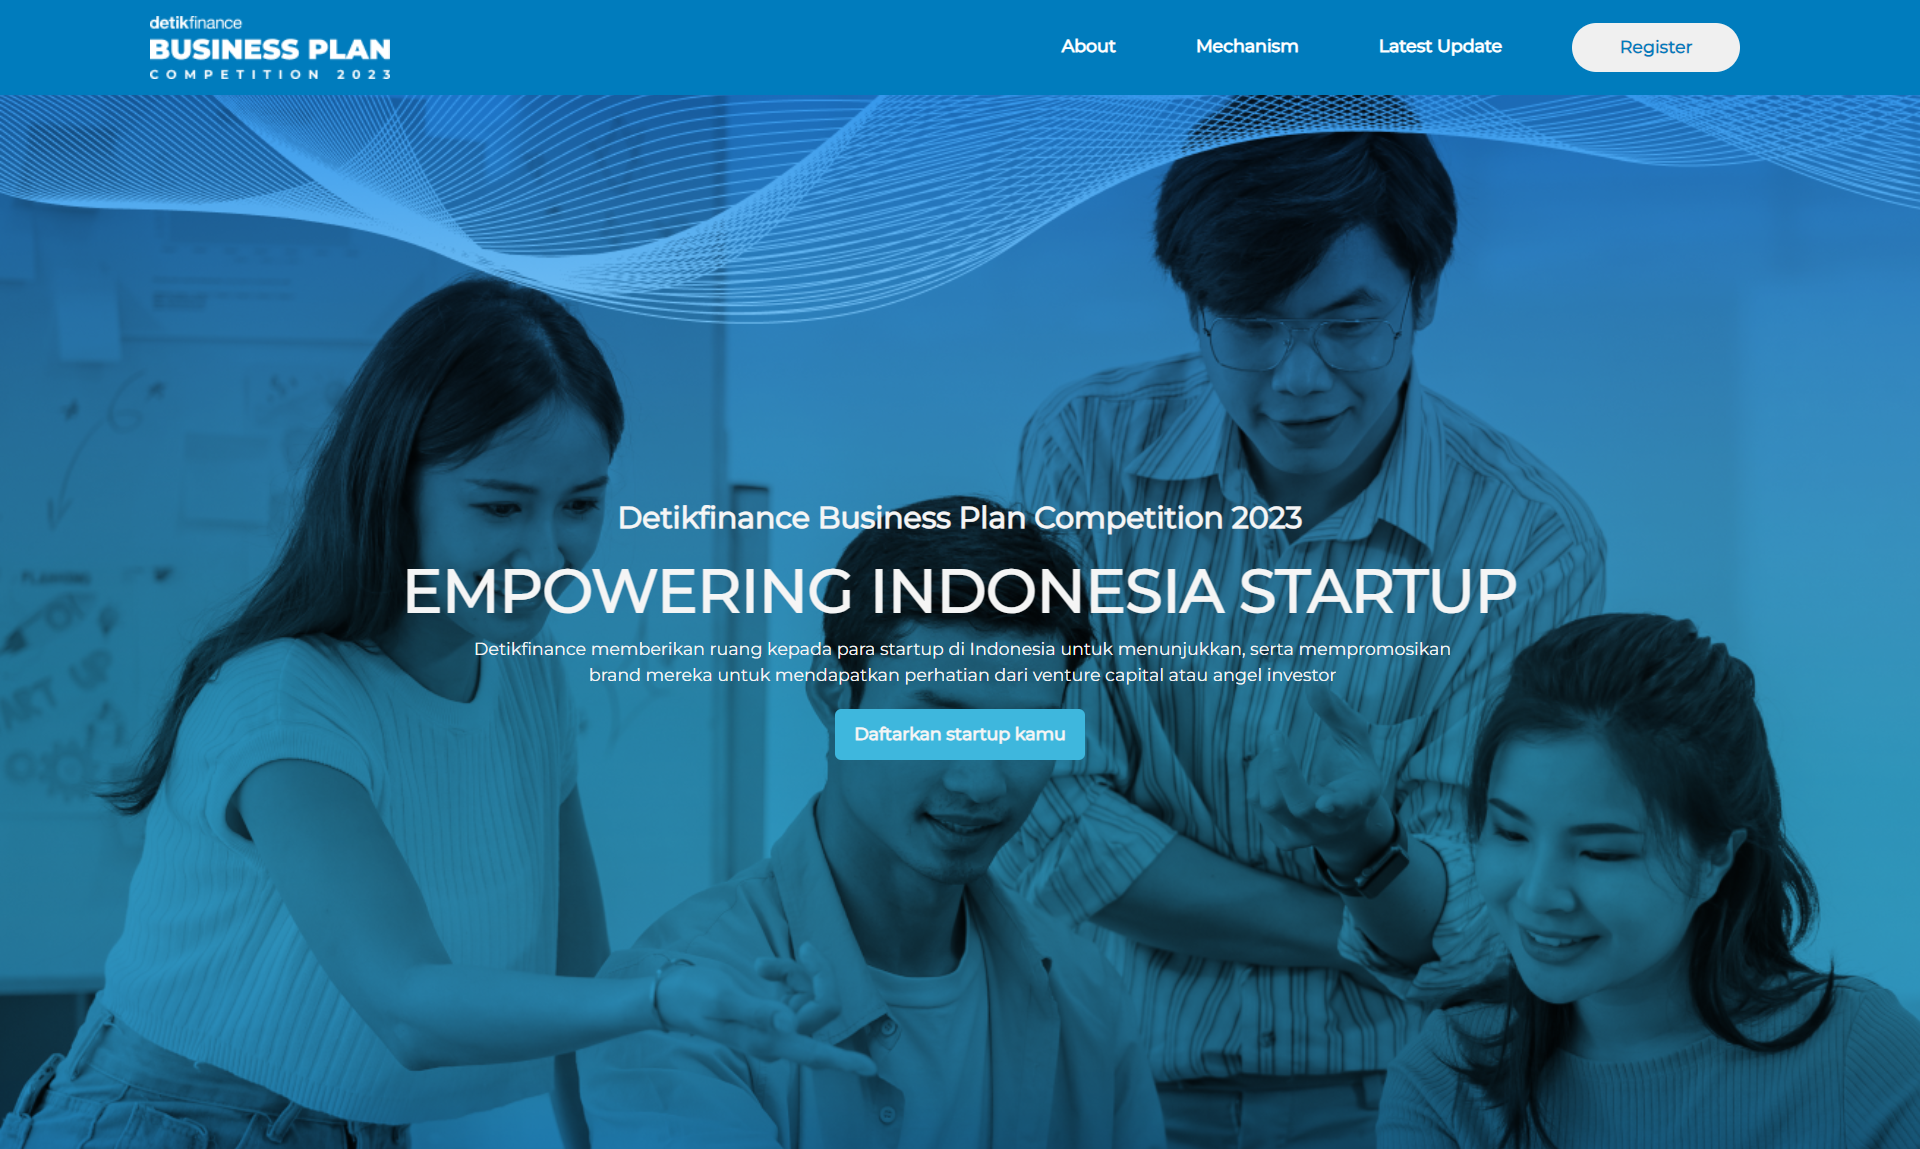 detikfinance
BUSINESS PLAN
COMPETITION 2023
About
Mechanism
Latest Update
Register
Detikfinance Business Plan Competition 2023
EMPOWERING INDONESIA STARTUP
Detikfinance memberikan ruang kepada para startup di Indonesia untuk menunjukkan, serta mempromosikan
brand mereka untuk mendapatkan perhatian dari venture capital atau angel investor
Daftarkan startup kamu